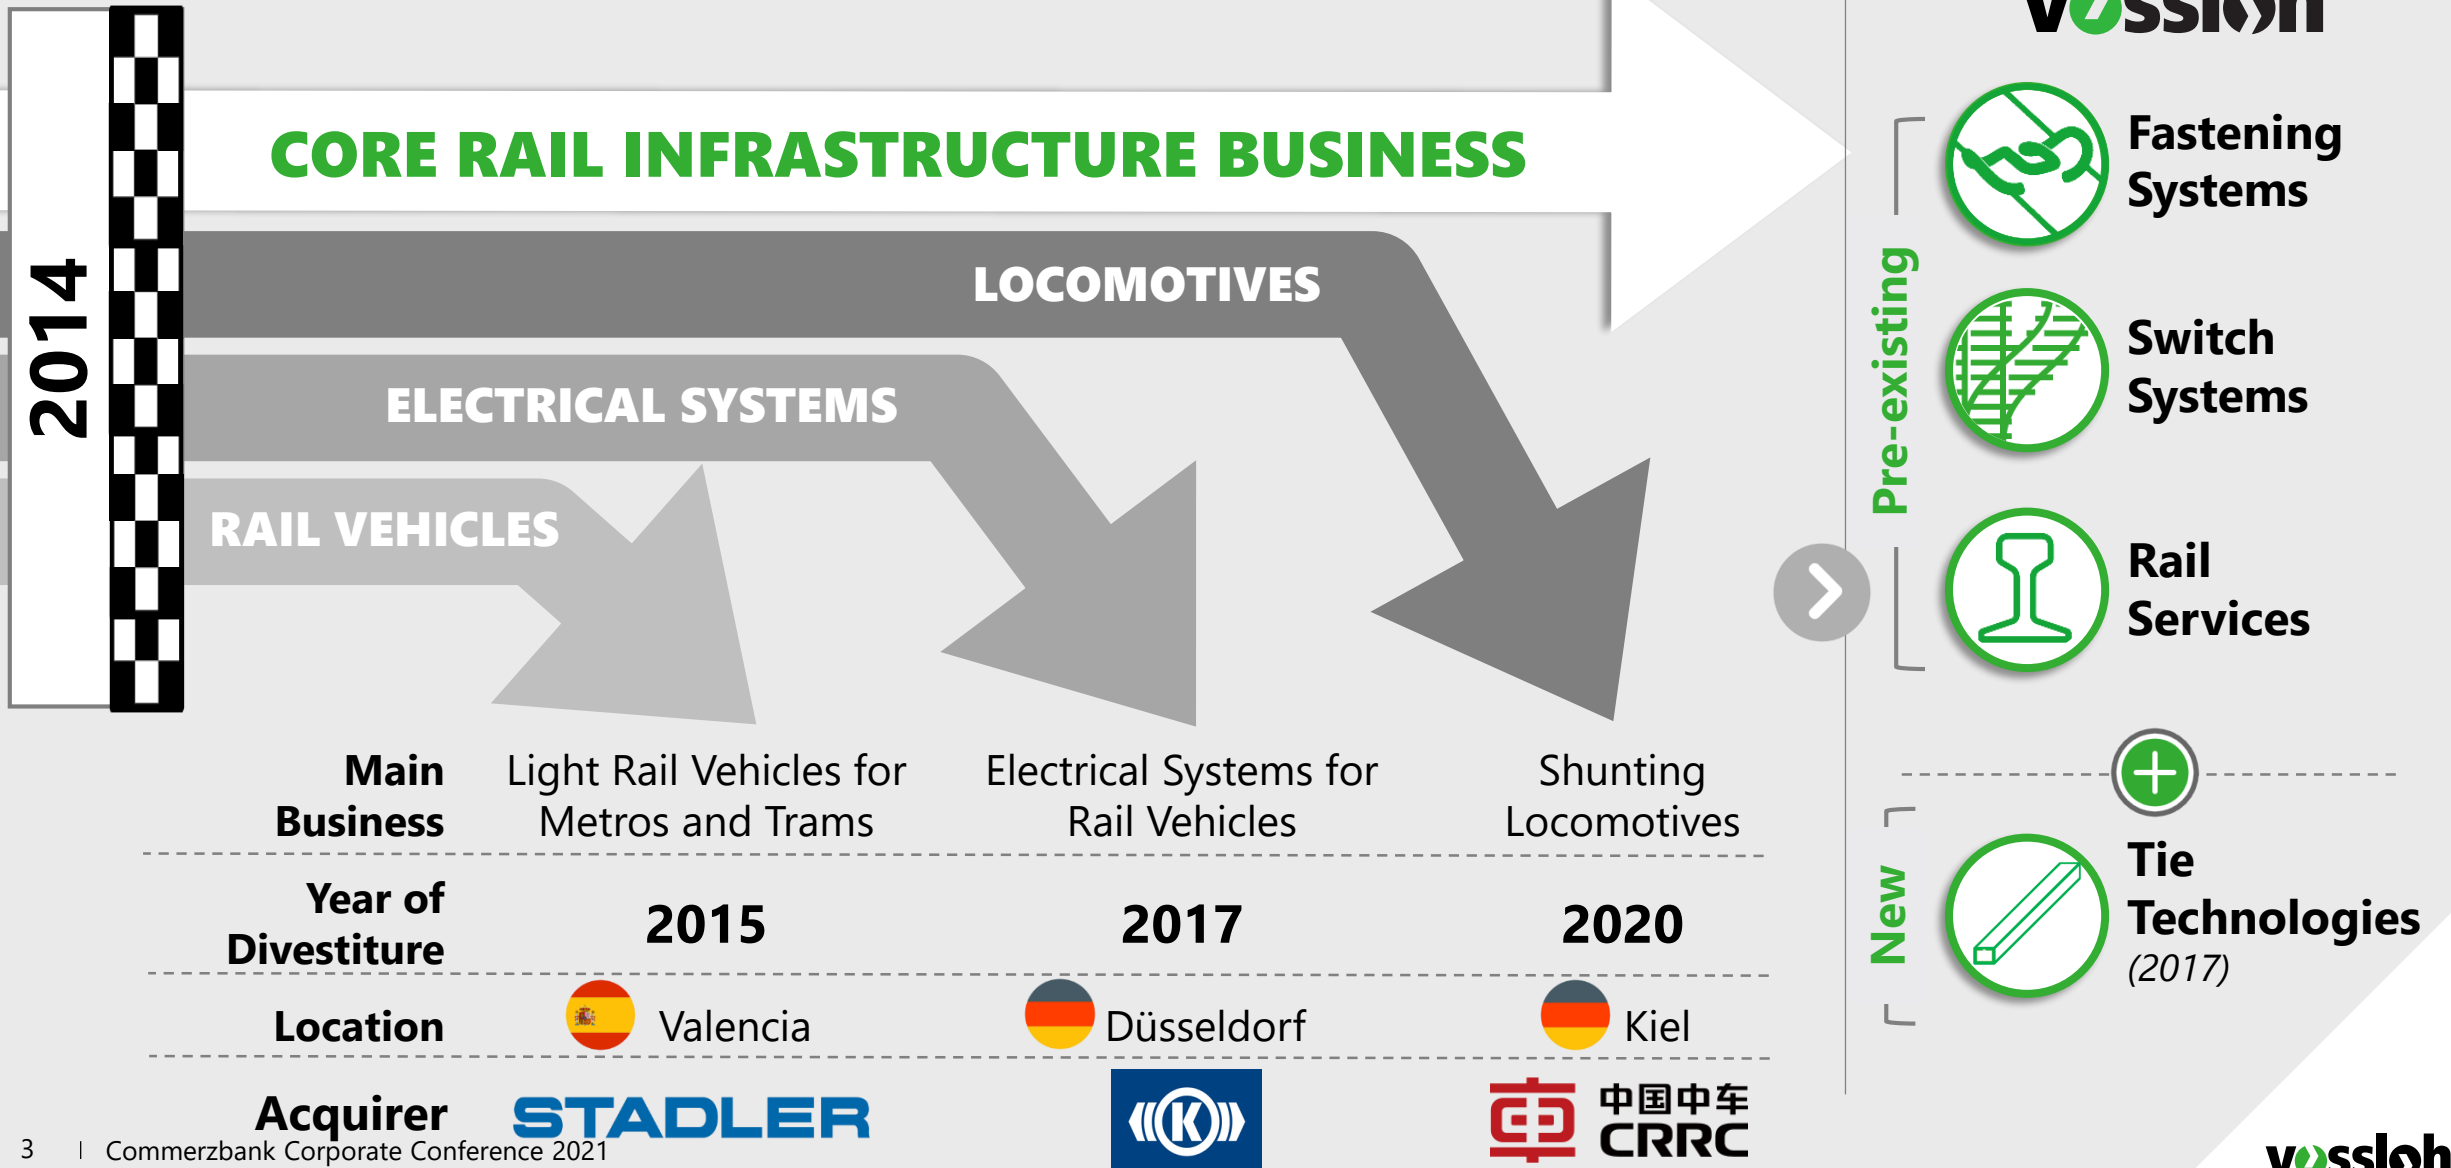 2014
vossloh
CORE RAIL INFRASTRUCTURE BUSINESS
LOCOMOTIVES
ELECTRICAL SYSTEMS
RAIL VEHICLES
Main
Business
Light Rail Vehicles for
Metros and Trams
Electrical Systems for
Rail Vehicles
Shunting
Locomotives
Year of
Divestiture
2015
2017
2020
Location
Valencia
Düsseldorf
Kiel
Acquirer
STADLER
K
中国中车
CRRC
Pre-existing
Fastening
Systems
Switch
Systems
Rail
Services
New
Tie
Technologies
(2017)
3 | Commerzbank Corporate Conference 2021
vossloh